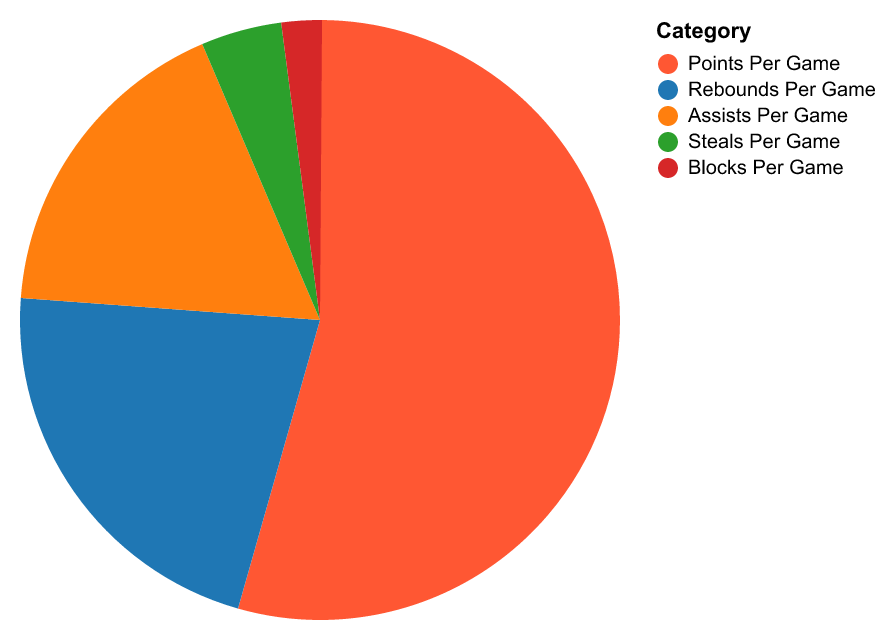 Category
Points Per Game
Rebounds Per Game
Assists Per Game
Steals Per Game
Blocks Per Game